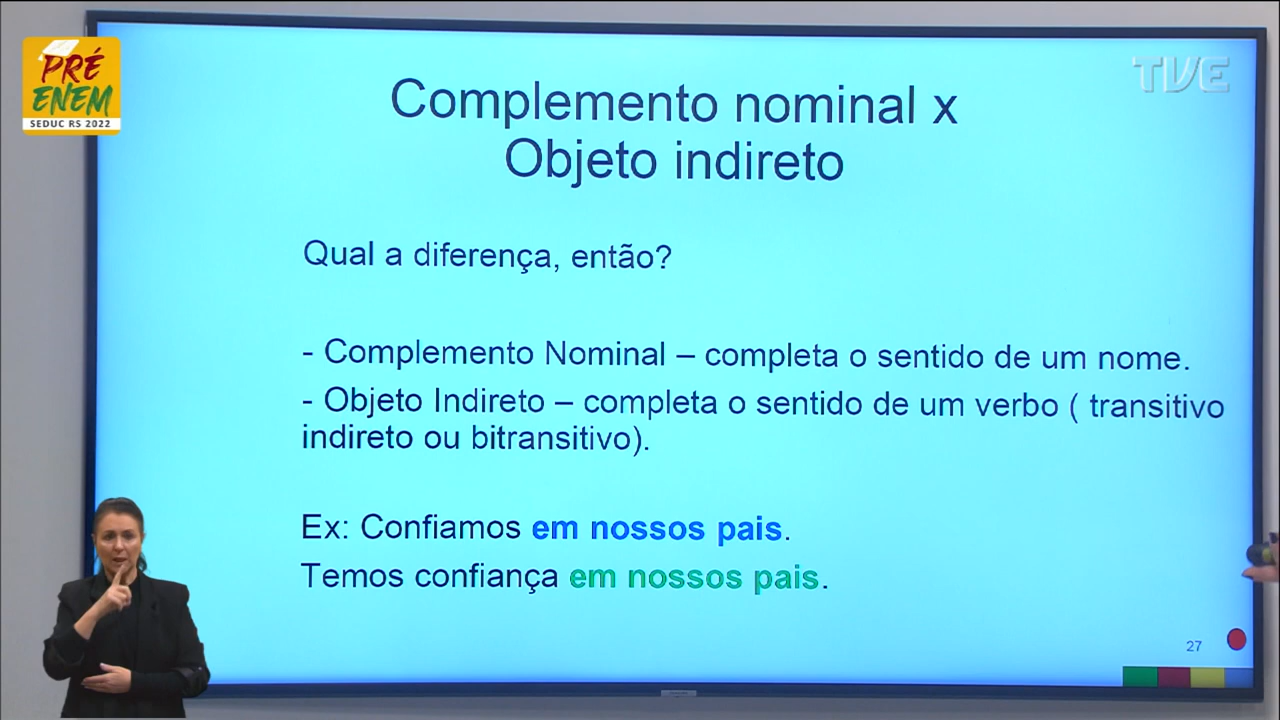 PRÉ
ENEM
SEDUC RS 2022
TVE
Complemento nominal x
Objeto indireto
Qual a diferença, então?
- Complemento Nominal – completa o sentido de um nome.
- Objeto Indireto – completa o sentido de um verbo ( transitivo
indireto ou bitransitivo).
Ex: Confiamos em nossos pais.
Temos confiança em nossos pais.
27